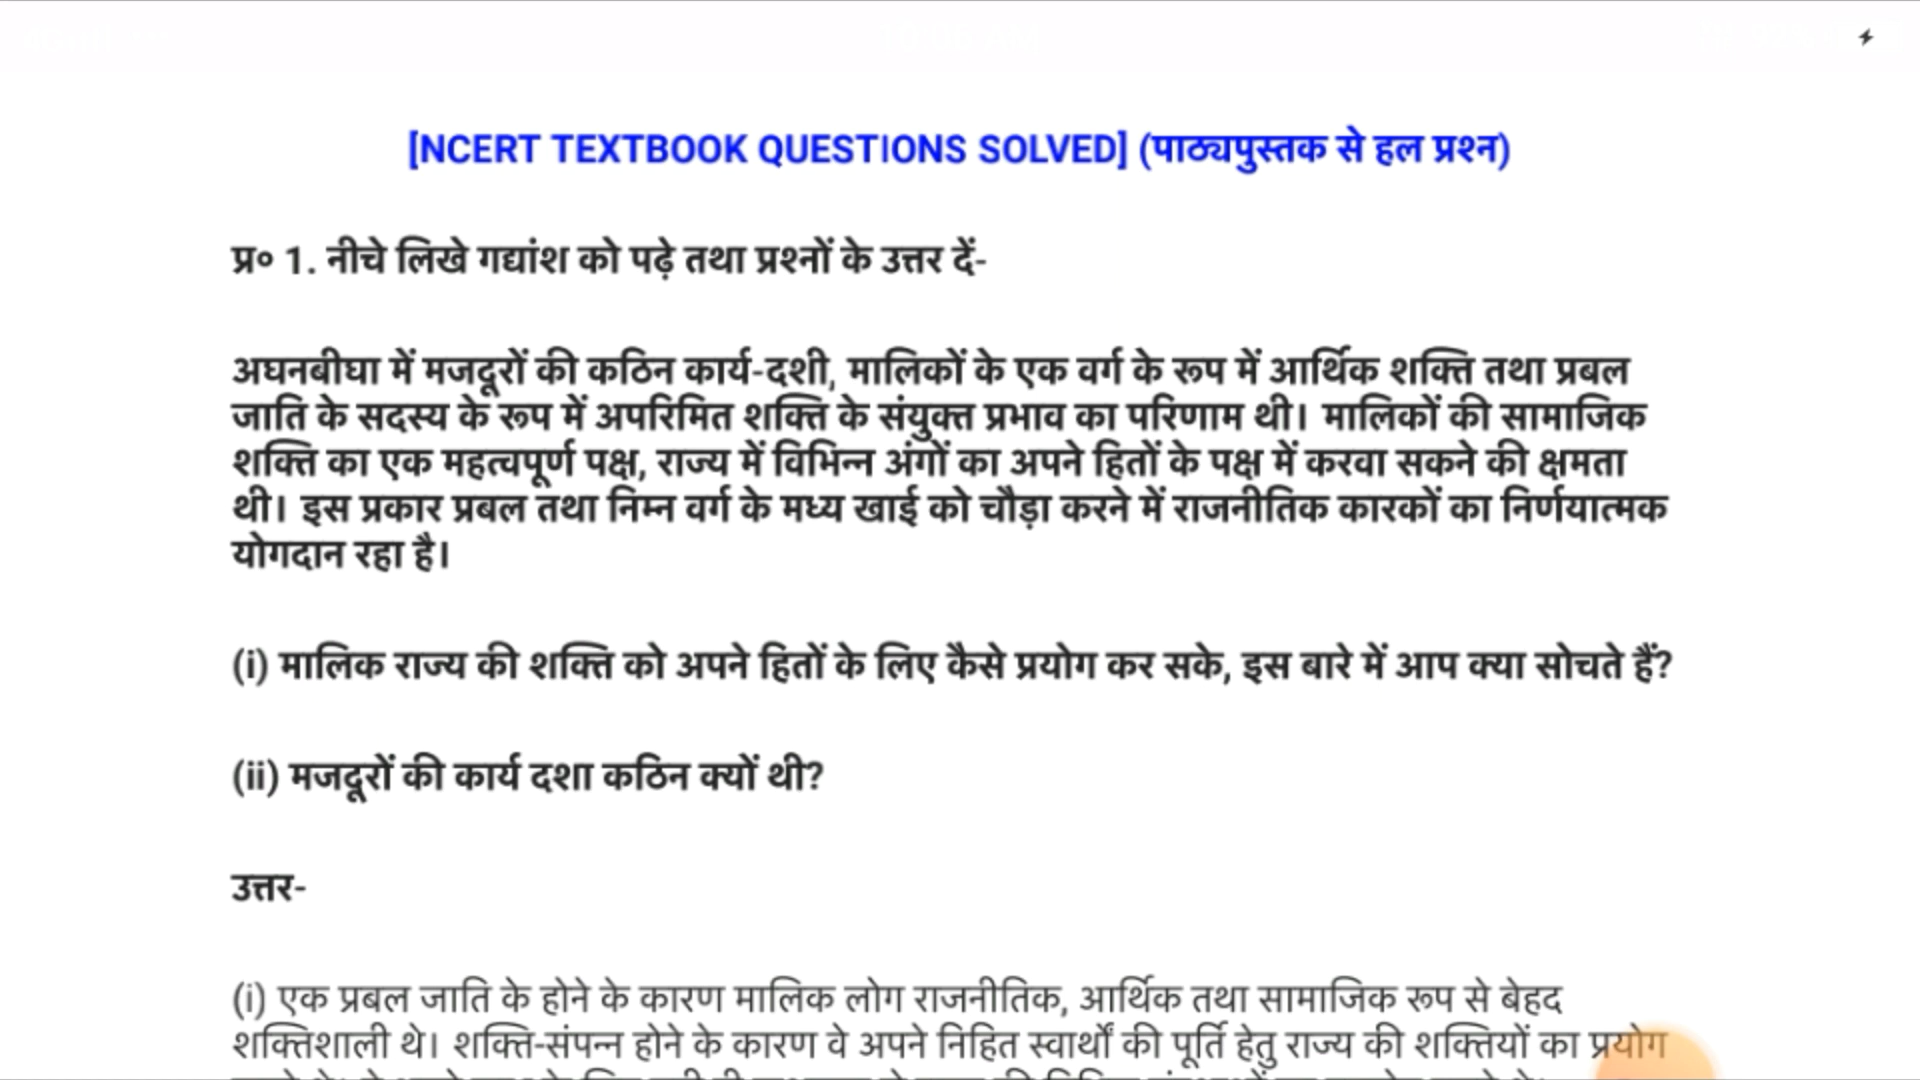 [NCERT TEXTBOOK QUESTIONS SOLVED] (पाठ्यपुस्तक से हल प्रश्न)
प्र० 1. नीचे लिखे गद्यांश को पढ़े तथा प्रश्नों के उत्तर दें-
अघनबीघा में मजदूरों की कठिन कार्य-दशी, मालिकों के एक वर्ग के रूप में आर्थिक शक्ति तथा प्रबल
जाति के सदस्य के रूप में अपरिमित शक्ति के संयुक्त प्रभाव का परिणाम थी। मालिकों की सामाजिक
शक्ति का एक महत्वपूर्ण पक्ष, राज्य में विभिन्न अंगों का अपने हितों के पक्ष में करवा सकने की क्षमता
थी। इस प्रकार प्रबल तथा निम्न वर्ग के मध्य खाई को चौड़ा करने में राजनीतिक कारकों का निर्णयात्मक
योगदान रहा है।
(i) मालिक राज्य की शक्ति को अपने हितों के लिए कैसे प्रयोग कर सके, इस बारे में आप क्या सोचते हैं?
(ii) मजदूरों की कार्य दशा कठिन क्यों थी?
उत्तर-
(i) एक प्रबल जाति के होने के कारण मालिक लोग राजनीतिक, आर्थिक तथा सामाजिक रूप से बेहद
शक्तिशाली थे। शक्ति-संपन्न होने के कारण वे अपने निहित स्वार्थों की पूर्ति हेतु राज्य की शक्तियों का प्रयोग